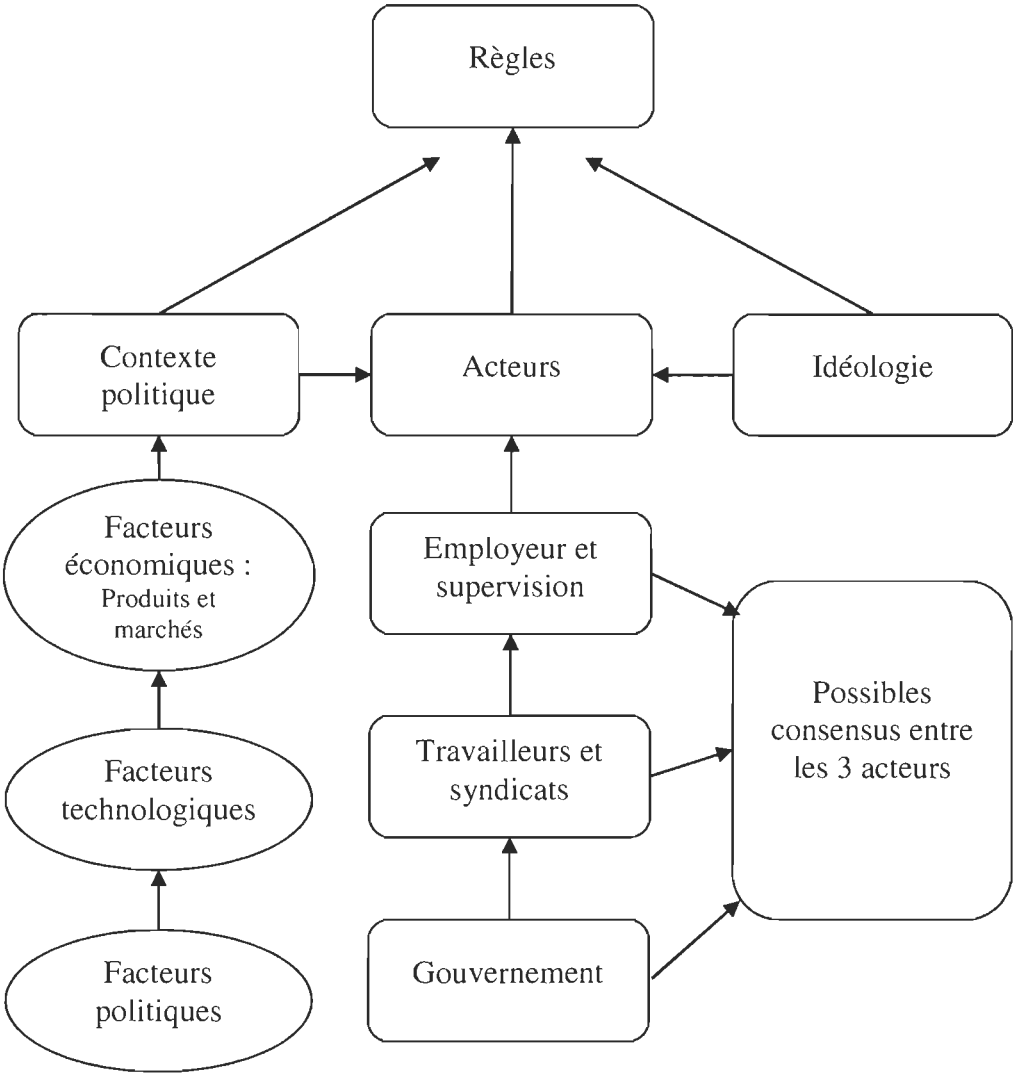 Règles
Contexte
politique
Acteurs
Idéologie
Facteurs
économiques :
Produits et
marchés
Employeur et
supervision
Possibles
consensus entre
les 3 acteurs
Travailleurs et
syndicats
Facteurs
technologiques
Gouvernement
Facteurs
politiques